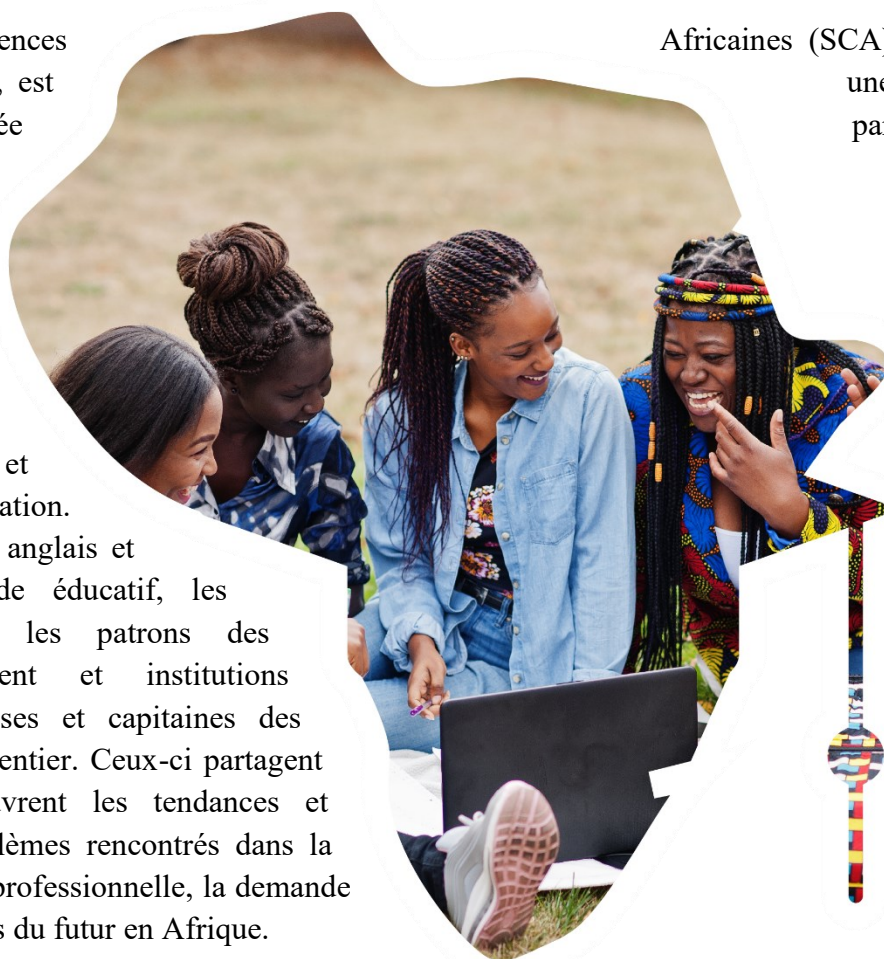 ences Africaines (SCA)
, est une
ée par
et
ation.
anglais et
de éducatif, les
les patrons des
ent et institutions
ses et capitaines des
entier. Ceux-ci partagent
vrent les tendances et
lèmes rencontrés dans la
professionnelle, la demande
s du futur en Afrique.